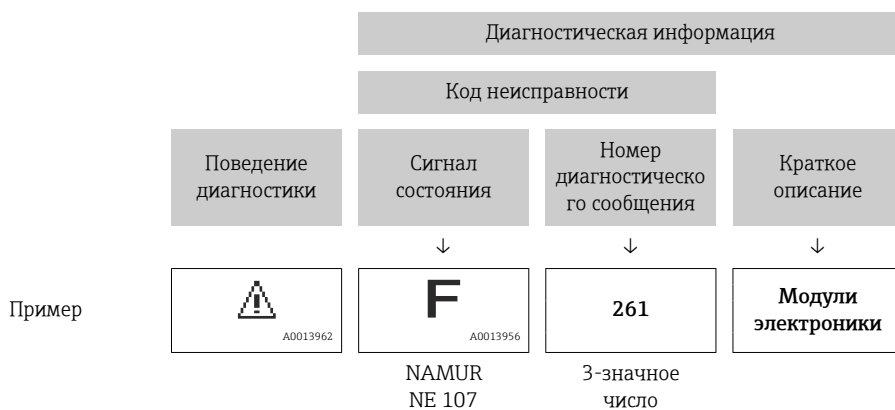 Диагностическая информация
Код неисправности
Поведение
диагностики
Сигнал
состояния
Номер
диагностическо
го сообщения
Краткое
описание
↓ ↓ ↓
Пример
A0013962
F
A0013956
261
Модули
электроники
NAMUR
NE 107
3-значное
число